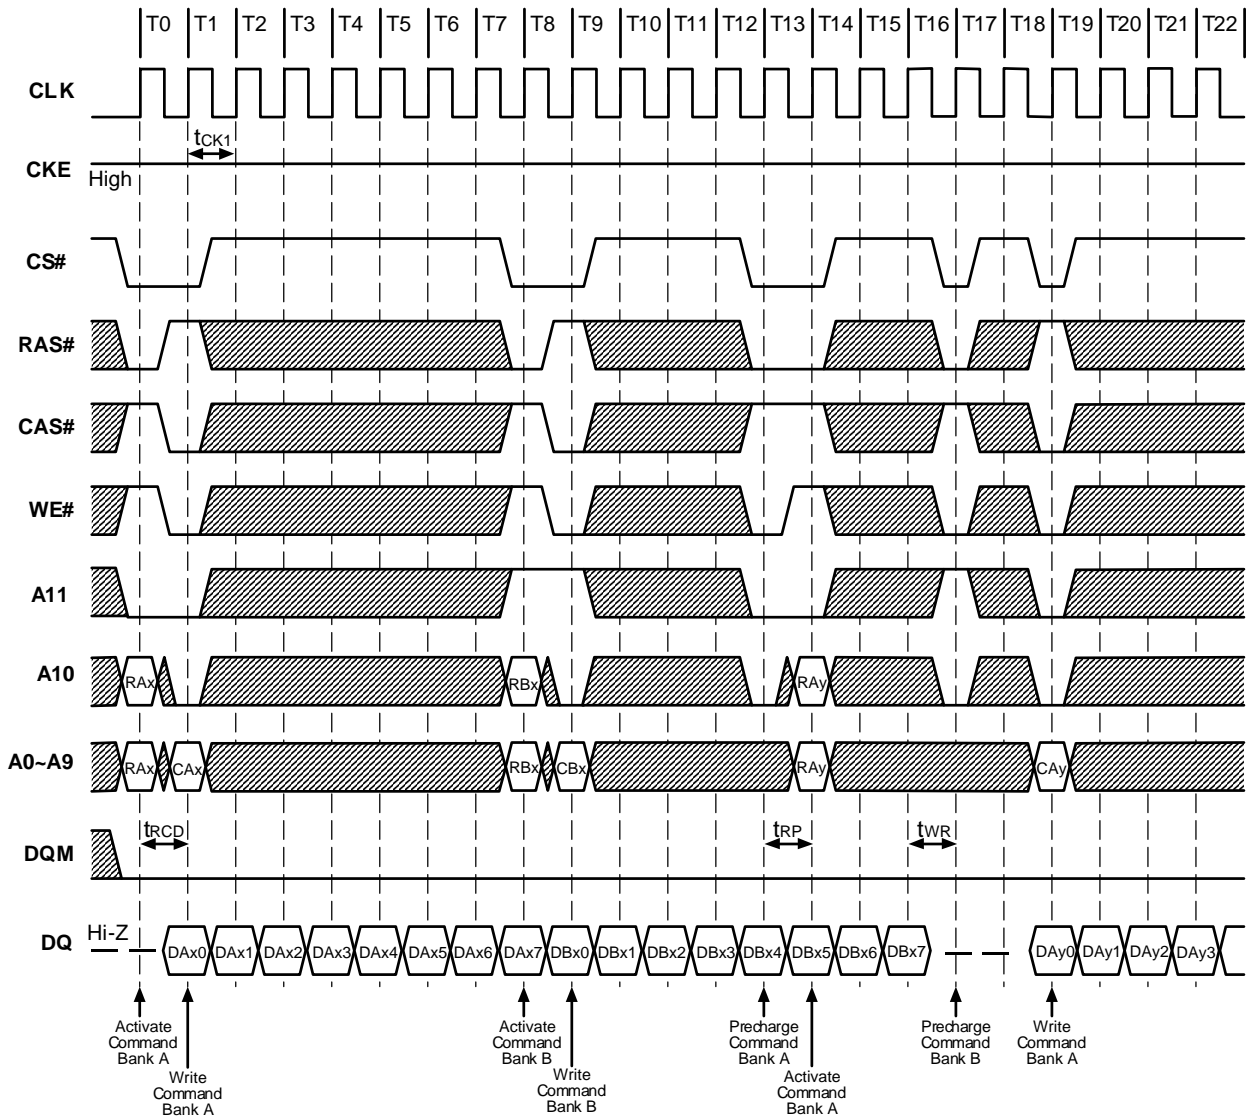 T0 T1 T2 T3 T4 T5 T6 T7 T8 T9 T10 T11 T12 T13 T14 T15 T16 T17 T18 T19 T20 T21 T22
CLK
tCK1
CKE
High
CS#
RAS#
CAS#
WE#
A11
A10
RAx RBx RAy
A0~A9
RAx CAx RBx CBx RAy CAy
tRCD tRP tWR
DQM
Hi-Z
DQ
DAx0 DAx1 DAx2 DAx3 DAx4 DAx5 DAx6 DAx7 DBx0 DBx1 DBx2 DBx3 DBx4 DBx5 DBx6 DBx7 DAy0 DAy1 DAy2 DAy3
Activate
Command
Bank A
Write
Command
Bank A
Activate
Command
Bank B
Write
Command
Bank B
Precharge
Command
Bank A
Activate
Command
Bank A
Precharge
Command
Bank B
Write
Command
Bank A